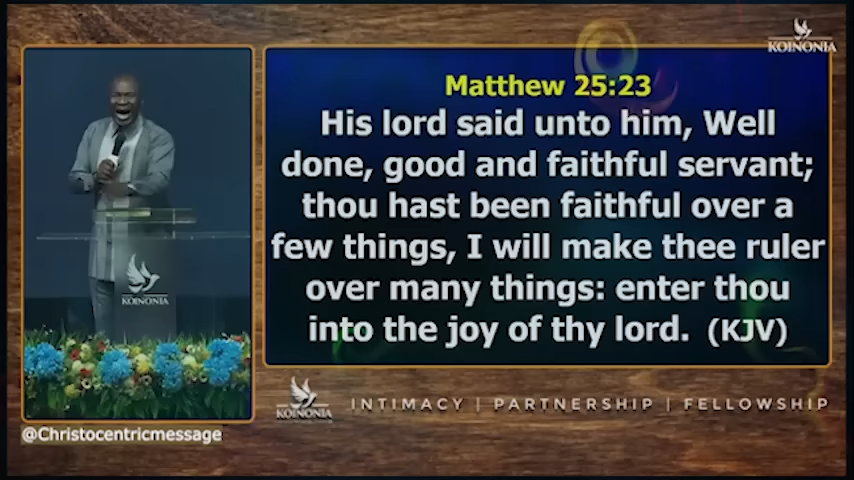 KOINONIA
Matthew 25:23
His lord said unto him, Well
done, good and faithful servant;
thou hast been faithful over a
few things, I will make thee ruler
over many things: enter thou
into the joy of thy lord. (KJV)
KOINONIA
KOINONIA
INTIMACY | PARTNERSHIP | FELLOWSHIP
@Christocentricmessage